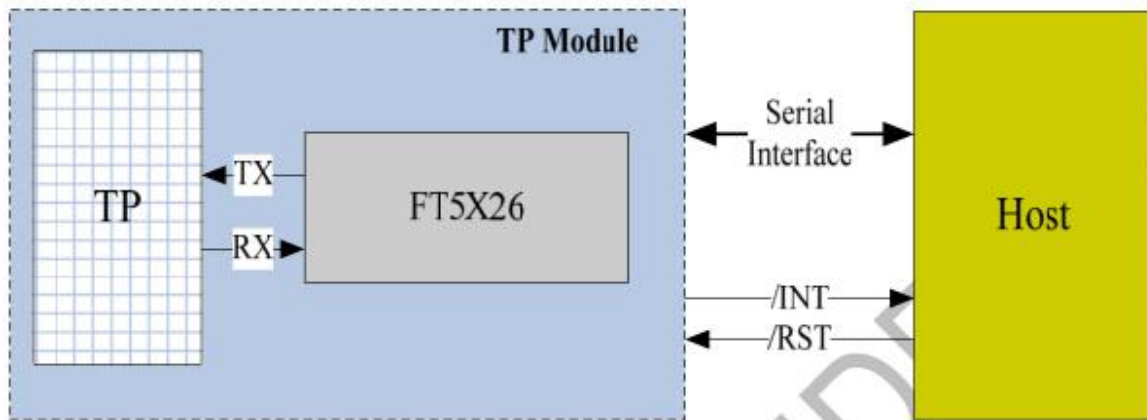 TP Module
TP
TX
RX
FT5X26
Serial
Interface
/INT
/RST
Host